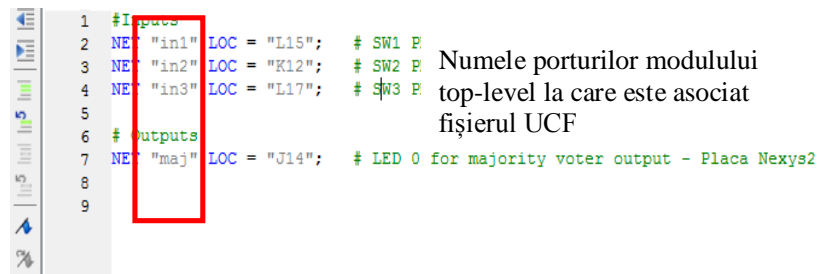 1 #Inputs
2 NET "in1" LOC = "L15"; # SW1 P
3 NET "in2" LOC = "K12"; # SW2 P
4 NET "in3" LOC = "L17"; # SW3 P
Numele porturilor modulului
top-level la care este asociat
fișierul UCF
5
6 # Outputs
7 NET "maj" LOC = "J14"; # LED 0 for majority voter output - Placa Nexys2
8
9